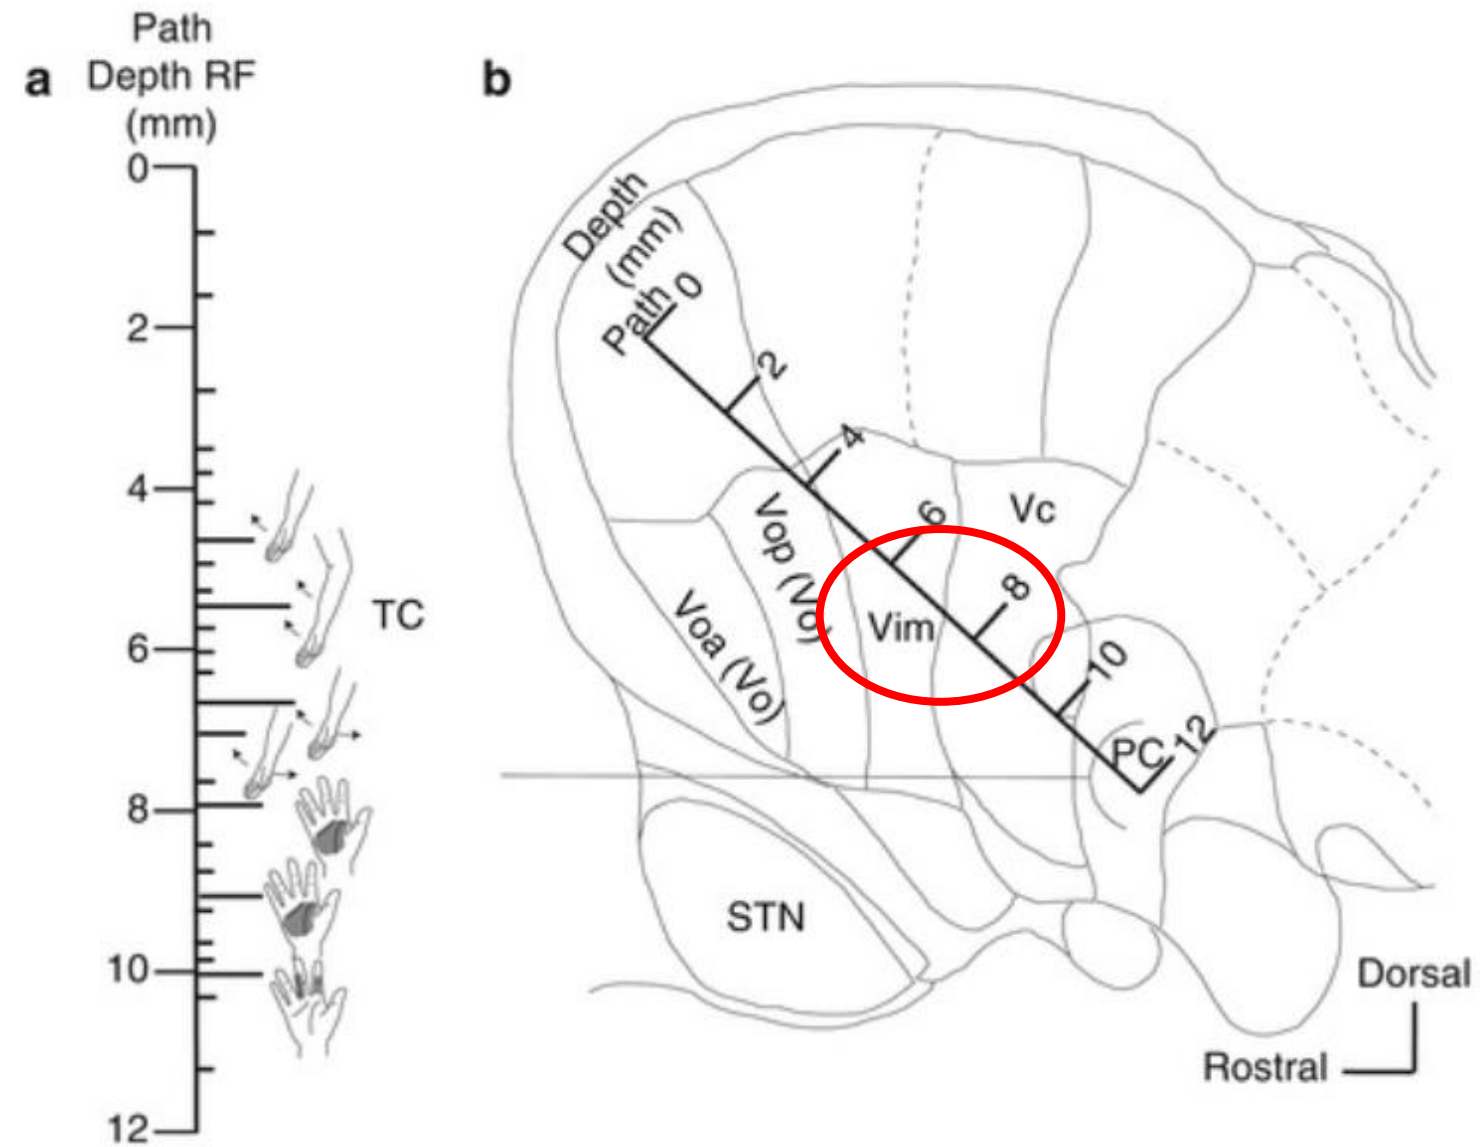 Path
a Depth RF
(mm)
0
2
4
6
8
10
12
TC
b
Depth
(mm)
Path
0
2
4
6
8
10
12
Vc
Vop (Vo)
Voa (Vo)
Vim
PC
STN
Dorsal
Rostral